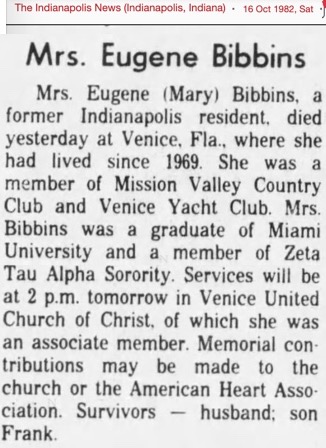 The Indianapolis News (Indianapolis, Indiana) · 16 Oct 1982, Sat ·
Mrs. Eugene Bibbins
Mrs. Eugene (Mary) Bibbins, a
former Indianapolis resident, died
yesterday at Venice, Fla., where she
had lived since 1969. She was a
member of Mission Valley Country
Club and Venice Yacht Club. Mrs.
Bibbins was a graduate of Miami
University and a member of Zeta
Tau Alpha Sorority. Services will be
at 2 p.m. tomorrow in Venice United
Church of Christ, of which she was
an associate member. Memorial con-
tributions may be made to the
church or the American Heart Asso-
ciation. Survivors — husband; son
Frank.